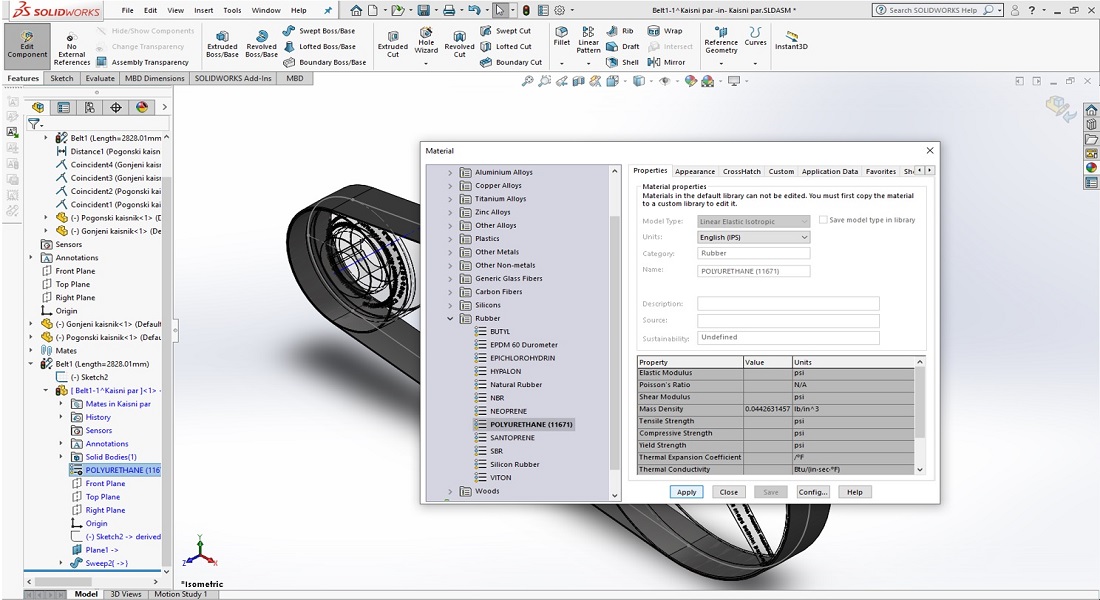 SOLIDWORKS
File Edit View Insert Tools Window Help
Belt1-1^Kaisni par -in- Kaisni par.SLDASM *
Search SOLIDWORKS Help
Edit Component
No External References
Hide/Show Components
Change Transparency
Assembly Transparency
Extruded Boss/Base
Revolved Boss/Base
Swept Boss/Base
Lofted Boss/Base
Boundary Boss/Base
Extruded Cut
Hole Wizard
Revolved Cut
Swept Cut
Lofted Cut
Boundary Cut
Fillet
Linear Pattern
Rib
Draft
Shell
Wrap
Intersect
Mirror
Reference Geometry
Curves
Instant3D
Features Sketch Evaluate MBD Dimensions SOLIDWORKS Add-Ins MBD
Belt1 (Length=2828.01mm
Distance1 (Pogonski kaisn
Coincident4 (Gonjeni kaisr
Coincident3 (Gonjeni kaisr
Coincident2 (Pogonski kais
Coincident1 (Pogonski kais
(-) Pogonski kaisnik<1> (D
(-) Gonjeni kaisnik<1> (De
Sensors
Annotations
Front Plane
Top Plane
Right Plane
Origin
(-) Gonjeni kaisnik<1> (Default
(-) Pogonski kaisnik<1> (Defau
Mates
Belt1 (Length=2828.01mm)
(-) Sketch2
[ Belt1-1^Kaisni par ]<1> -
Mates in Kaisni par
History
Sensors
Annotations
Solid Bodies(1)
POLYURETHANE (116
Front Plane
Top Plane
Right Plane
Origin
(-) Sketch2 -> derived
Plane1 ->
Sweep2{ ->}
Y
Z
X
*Isometric
Model 3D Views Motion Study 1
Material
Aluminium Alloys
Copper Alloys
Titanium Alloys
Zinc Alloys
Other Alloys
Plastics
Other Metals
Other Non-metals
Generic Glass Fibers
Carbon Fibers
Silicons
Rubber
BUTYL
EPDM 60 Durometer
EPICHLOROHYDRIN
HYPALON
Natural Rubber
NBR
NEOPRENE
POLYURETHANE (11671)
SANTOPRENE
SBR
Silicon Rubber
VITON
Woods
Properties Appearance CrossHatch Custom Application Data Favorites Sh
Material properties
Materials in the default library can not be edited. You must first copy the material
to a custom library to edit it.
Model Type: Linear Elastic Isotropic Save model type in library
Units: English (IPS)
Category: Rubber
Name: POLYURETHANE (11671)
Description:
Source:
Sustainability: Undefined
Property Value Units
Elastic Modulus psi
Poisson's Ratio N/A
Shear Modulus psi
Mass Density 0.0442631457 lb/in^3
Tensile Strength psi
Compressive Strength psi
Yield Strength psi
Thermal Expansion Coefficient /°F
Thermal Conductivity Btu/(in·sec·°F)
Apply Close Save Config... Help